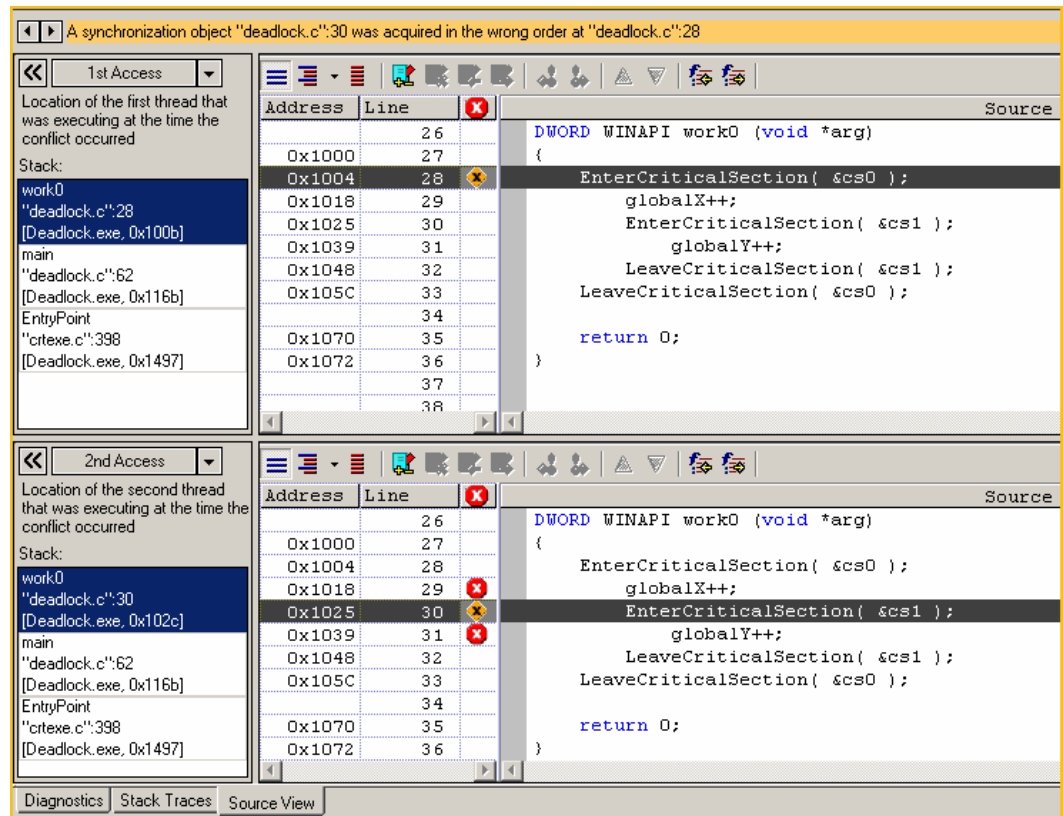 A synchronization object "deadlock.c":30 was acquired in the wrong order at "deadlock.c":28
1st Access
Location of the first thread that
was executing at the time the
conflict occurred
Stack:
work0
"deadlock.c":28
[Deadlock.exe, 0x100b]
main
"deadlock.c":62
[Deadlock.exe, 0x116b]
EntryPoint
"crtexe.c":398
[Deadlock.exe, 0x1497]
Address Line Source
26 DWORD WINAPI work0 (void *arg)
0x1000 27 {
0x1004 28 EnterCriticalSection( &cs0 );
0x1018 29 globalX++;
0x1025 30 EnterCriticalSection( &cs1 );
0x1039 31 globalY++;
0x1048 32 LeaveCriticalSection( &cs1 );
0x105C 33 LeaveCriticalSection( &cs0 );
34
0x1070 35 return 0;
0x1072 36 }
37
38
2nd Access
Location of the second thread
that was executing at the time the
conflict occurred
Stack:
work0
"deadlock.c":30
[Deadlock.exe, 0x102c]
main
"deadlock.c":62
[Deadlock.exe, 0x116b]
EntryPoint
"crtexe.c":398
[Deadlock.exe, 0x1497]
Address Line Source
26 DWORD WINAPI work0 (void *arg)
0x1000 27 {
0x1004 28 EnterCriticalSection( &cs0 );
0x1018 29 globalX++;
0x1025 30 EnterCriticalSection( &cs1 );
0x1039 31 globalY++;
0x1048 32 LeaveCriticalSection( &cs1 );
0x105C 33 LeaveCriticalSection( &cs0 );
34
0x1070 35 return 0;
0x1072 36 }
Diagnostics Stack Traces Source View